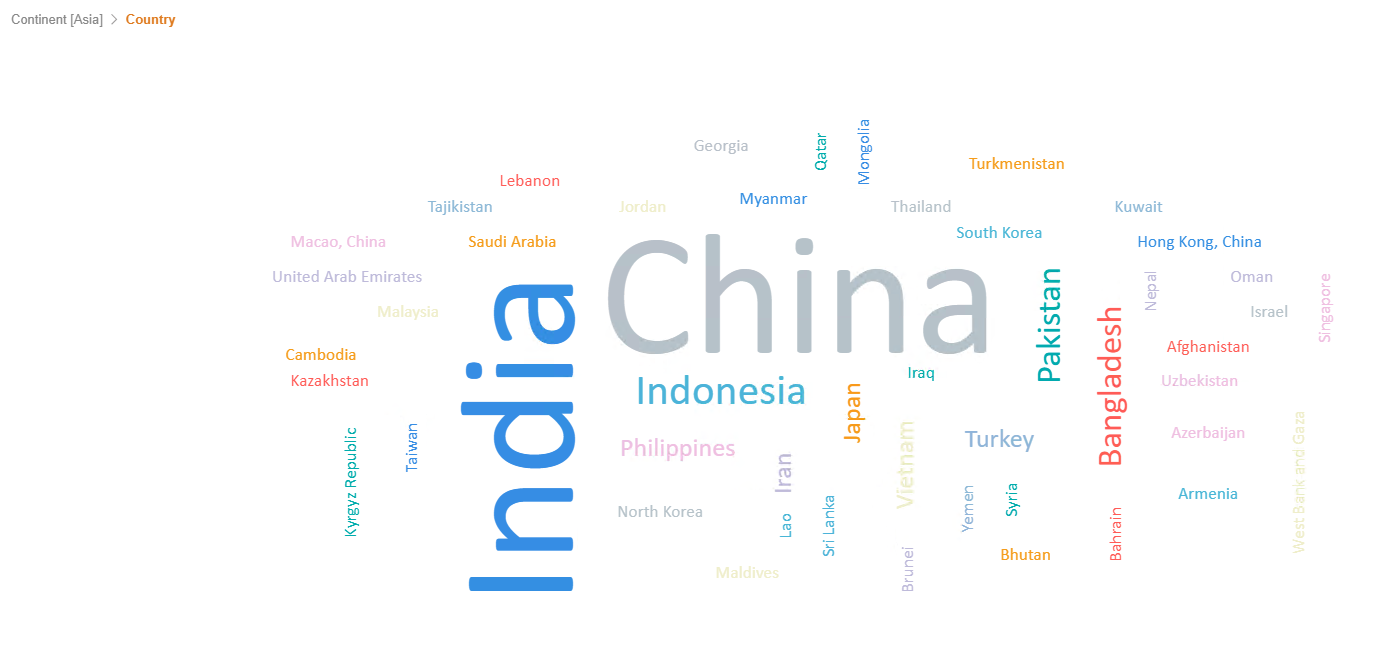 Continent [Asia] > Country
Georgia
Qatar
Mongolia
Turkmenistan
Lebanon
Myanmar
Tajikistan
Jordan
Thailand
Kuwait
Macao, China
Saudi Arabia
South Korea
Hong Kong, China
United Arab Emirates
China
Pakistan
Nepal
Oman
Singapore
Malaysia
India
Israel
Cambodia
Bangladesh
Afghanistan
Kazakhstan
Indonesia
Iraq
Uzbekistan
Japan
Kyrgyz Republic
Taiwan
Philippines
Iran
Vietnam
Turkey
Azerbaijan
West Bank and Gaza
North Korea
Lao
Sri Lanka
Yemen
Syria
Armenia
Maldives
Brunei
Bhutan
Bahrain